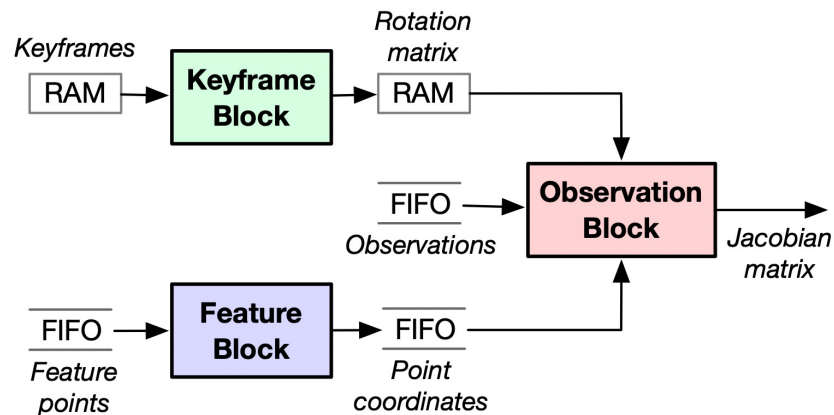 Keyframes
RAM
Keyframe
Block
Rotation
matrix
RAM
FIFO
Observations
Observation
Block
Jacobian
matrix
FIFO
Feature
points
Feature
Block
FIFO
Point
coordinates